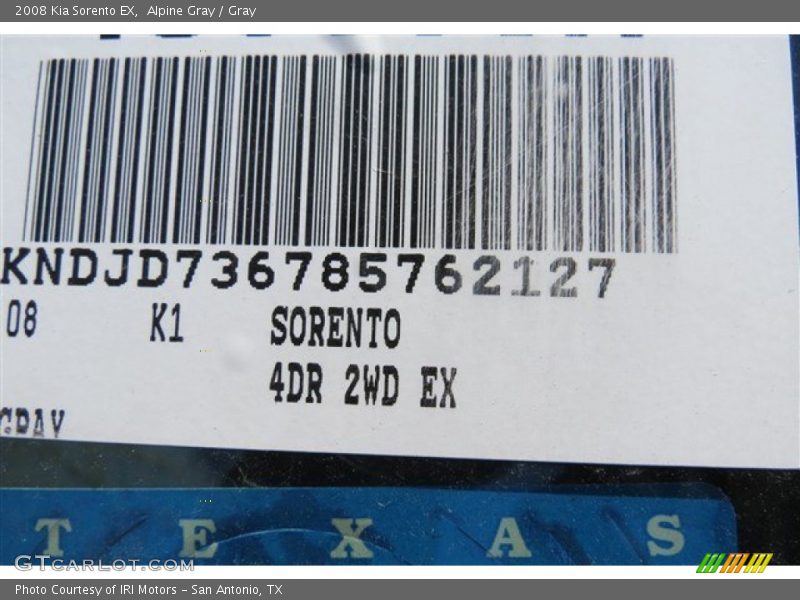 2008 Kia Sorento EX,  Alpine Gray / Gray
KNDJD736785762127
08 K1 SORENTO
4DR 2WD EX
GRAY
TEXAS
GTCARLOT.COM
Photo Courtesy of IRI Motors - San Antonio, TX